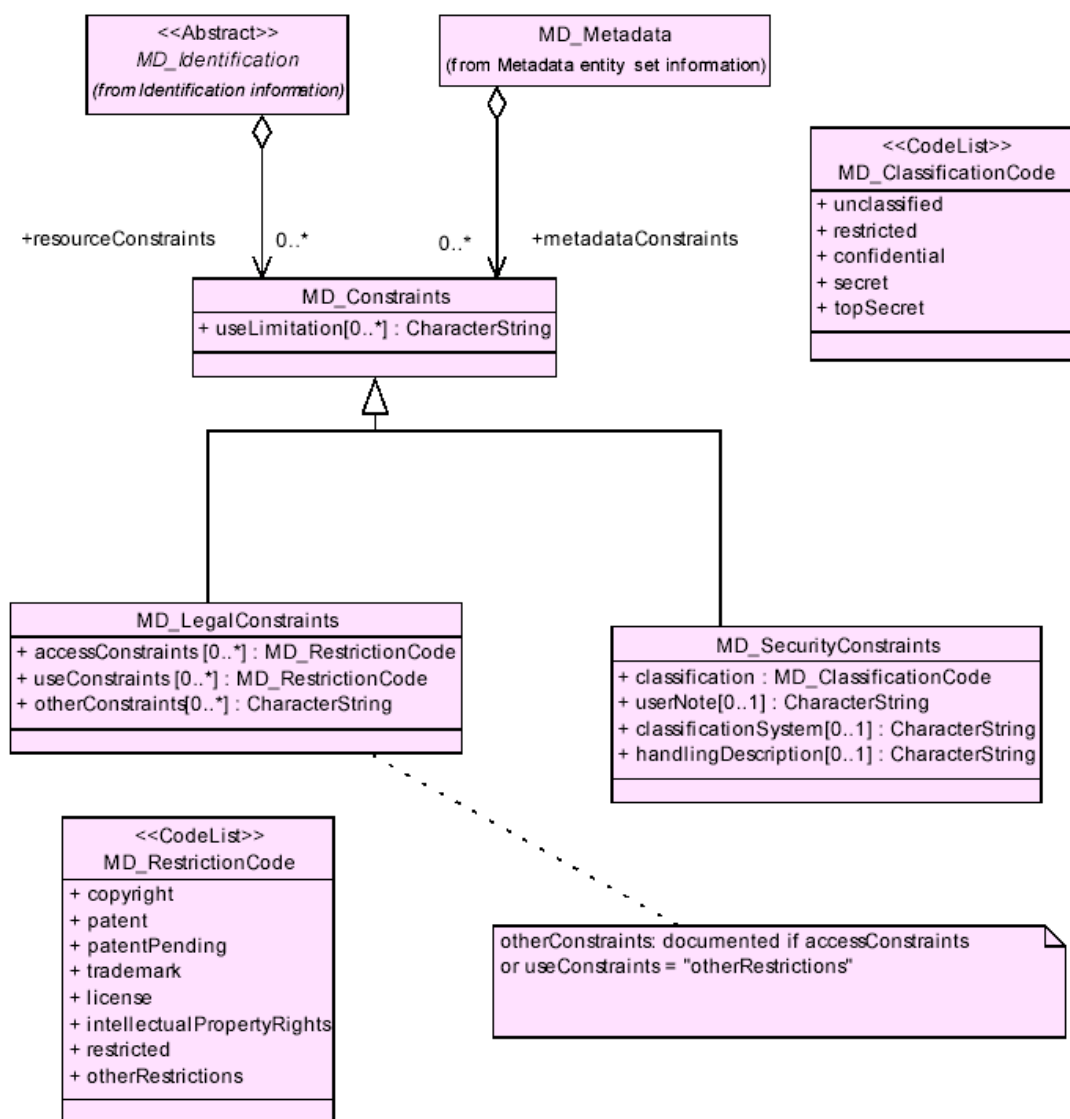 <<Abstract>>
MD_Identification
(from Identification information)
MD_Metadata
(from Metadata entity set information)
<<CodeList>>
MD_ClassificationCode
+ unclassified
+ restricted
+ confidential
+ secret
+ topSecret
+resourceConstraints
0..*
0..*
+metadataConstraints
MD_Constraints
+ useLimitation[0..*] : CharacterString
MD_LegalConstraints
+ accessConstraints[0..*] : MD_RestrictionCode
+ useConstraints[0..*] : MD_RestrictionCode
+ otherConstraints[0..*] : CharacterString
MD_SecurityConstraints
+ classification : MD_ClassificationCode
+ userNote[0..1] : CharacterString
+ classificationSystem[0..1] : CharacterString
+ handlingDescription[0..1] : CharacterString
<<CodeList>>
MD_RestrictionCode
+ copyright
+ patent
+ patentPending
+ trademark
+ license
+ intellectualPropertyRights
+ restricted
+ otherRestrictions
otherConstraints: documented if accessConstraints
or useConstraints = "otherRestrictions"